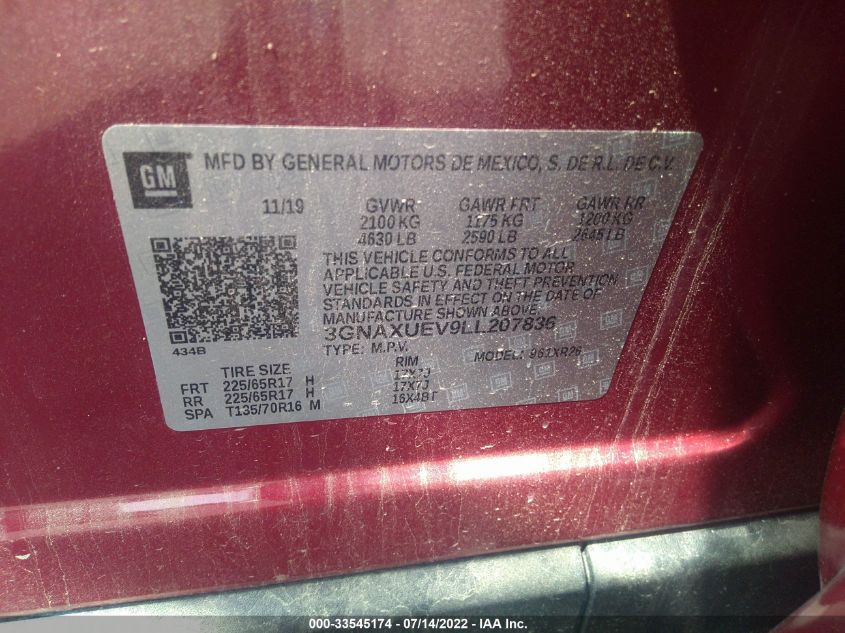 GM
MFD BY GENERAL MOTORS DE MEXICO, S. DE R.L. DE C.V.
11/19 GVWR GAWR FRT GAWR RR
2100 KG 1175 KG 1200 KG
4630 LB 2590 LB 2645 LB
THIS VEHICLE CONFORMS TO ALL
APPLICABLE U.S. FEDERAL MOTOR
VEHICLE SAFETY AND THEFT PREVENTION
STANDARDS IN EFFECT ON THE DATE OF
MANUFACTURE SHOWN ABOVE.
3GNAXUEV9LL207836
434B TYPE: M.P.V. MODEL: 961XR26
TIRE SIZE RIM
FRT 225/65R17 H 17X7J
RR 225/65R17 H 17X7J
SPA T135/70R16 M 16X4BT
000-33545174 - 07/14/2022 - IAA Inc.